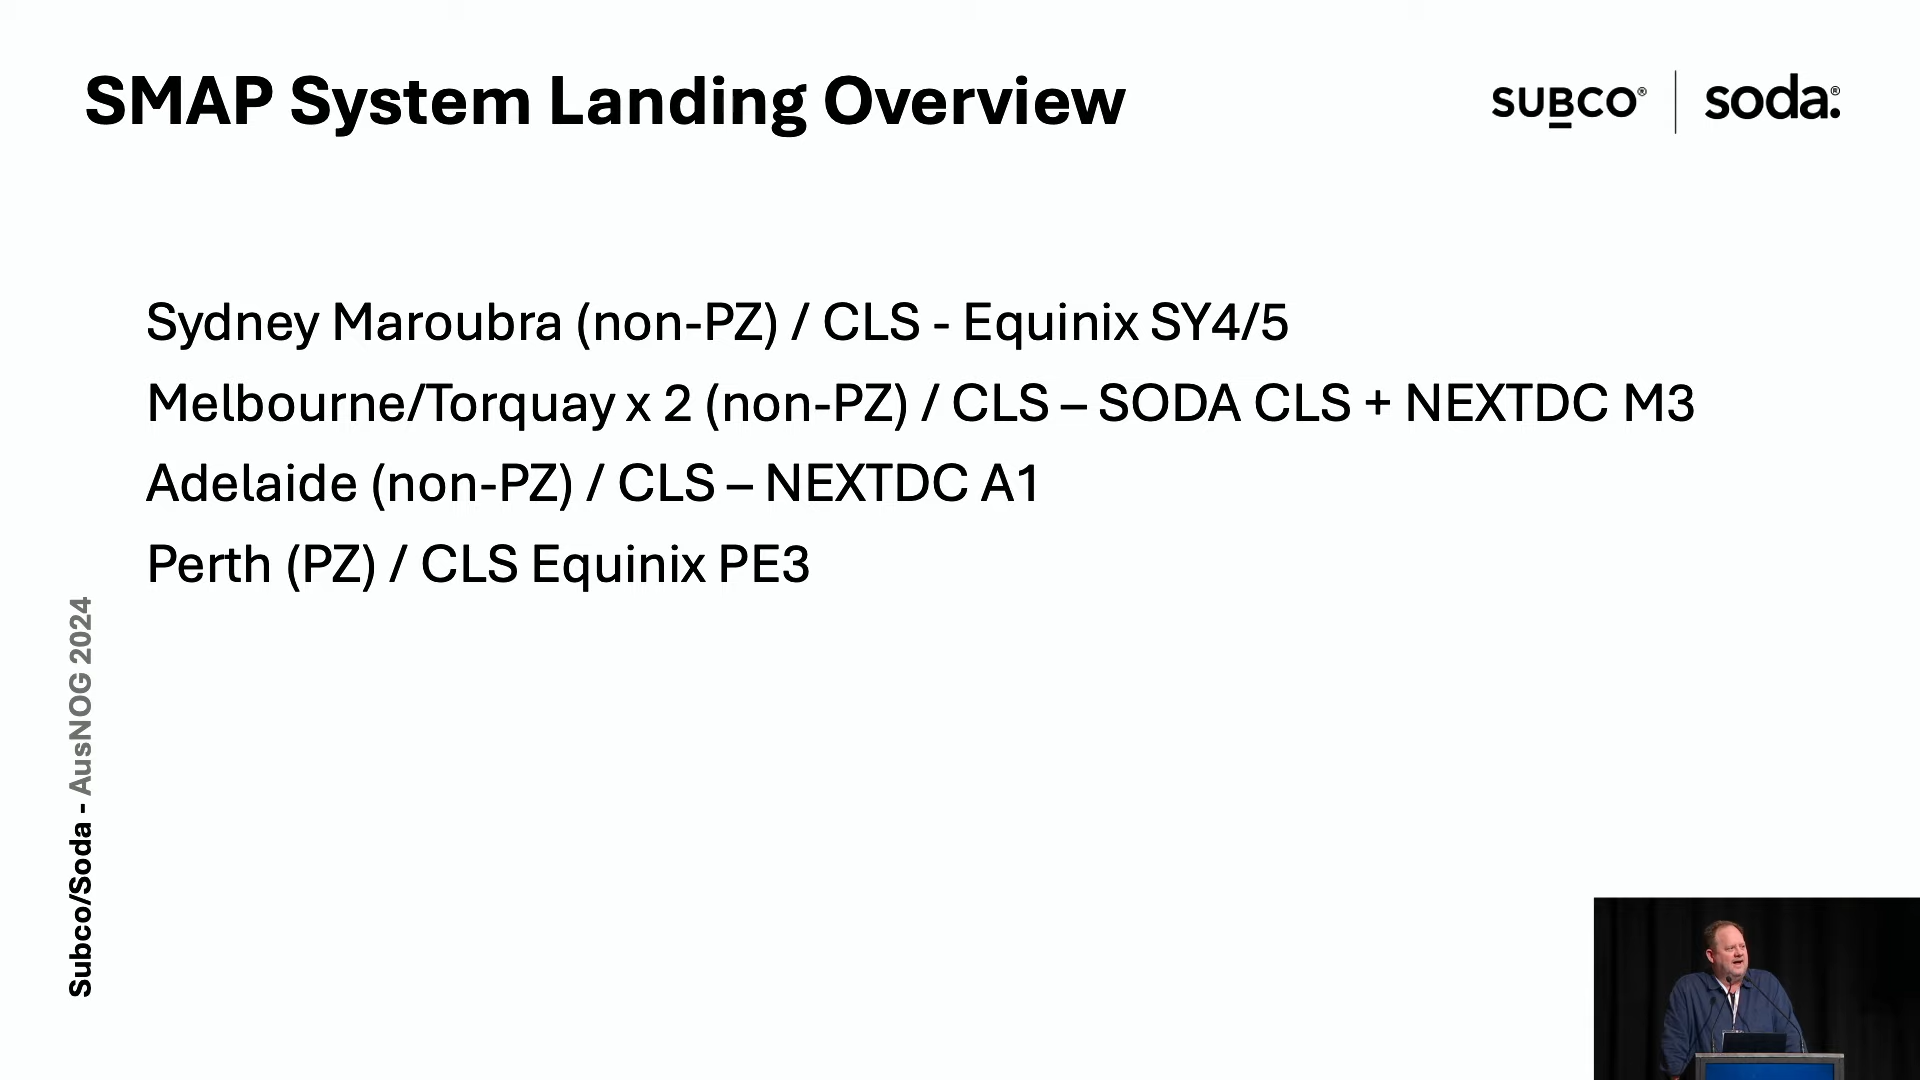 SMAP System Landing Overview
SUBCO® | soda.®
Sydney Maroubra (non-PZ) / CLS - Equinix SY4/5
Melbourne/Torquay x 2 (non-PZ) / CLS – SODA CLS + NEXTDC M3
Adelaide (non-PZ) / CLS – NEXTDC A1
Perth (PZ) / CLS Equinix PE3
Subco/Soda - AusNOG 2024